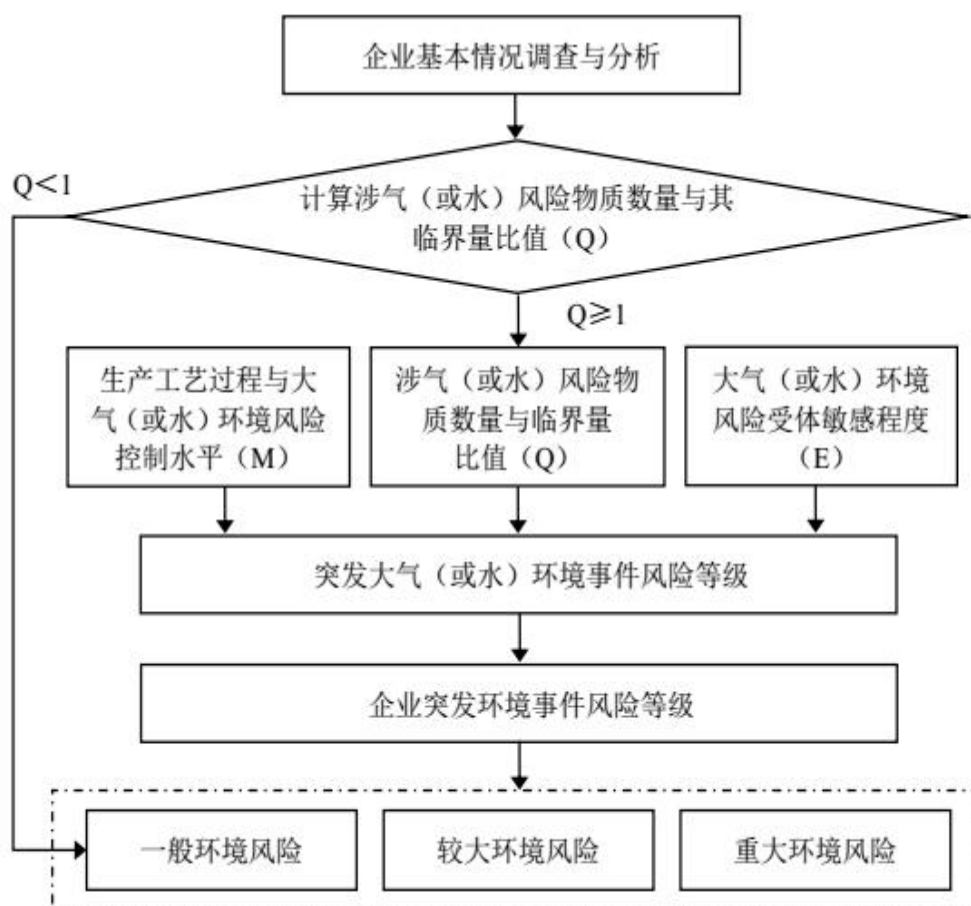 企业基本情况调查与分析
Q<1
计算涉气（或水）风险物质数量与其
临界量比值（Q）
Q≥1
生产工艺过程与大
气（或水）环境风险
控制水平（M）
涉气（或水）风险物
质数量与临界量
比值（Q）
大气（或水）环境
风险受体敏感程度
（E）
突发大气（或水）环境事件风险等级
企业突发环境事件风险等级
一般环境风险
较大环境风险
重大环境风险